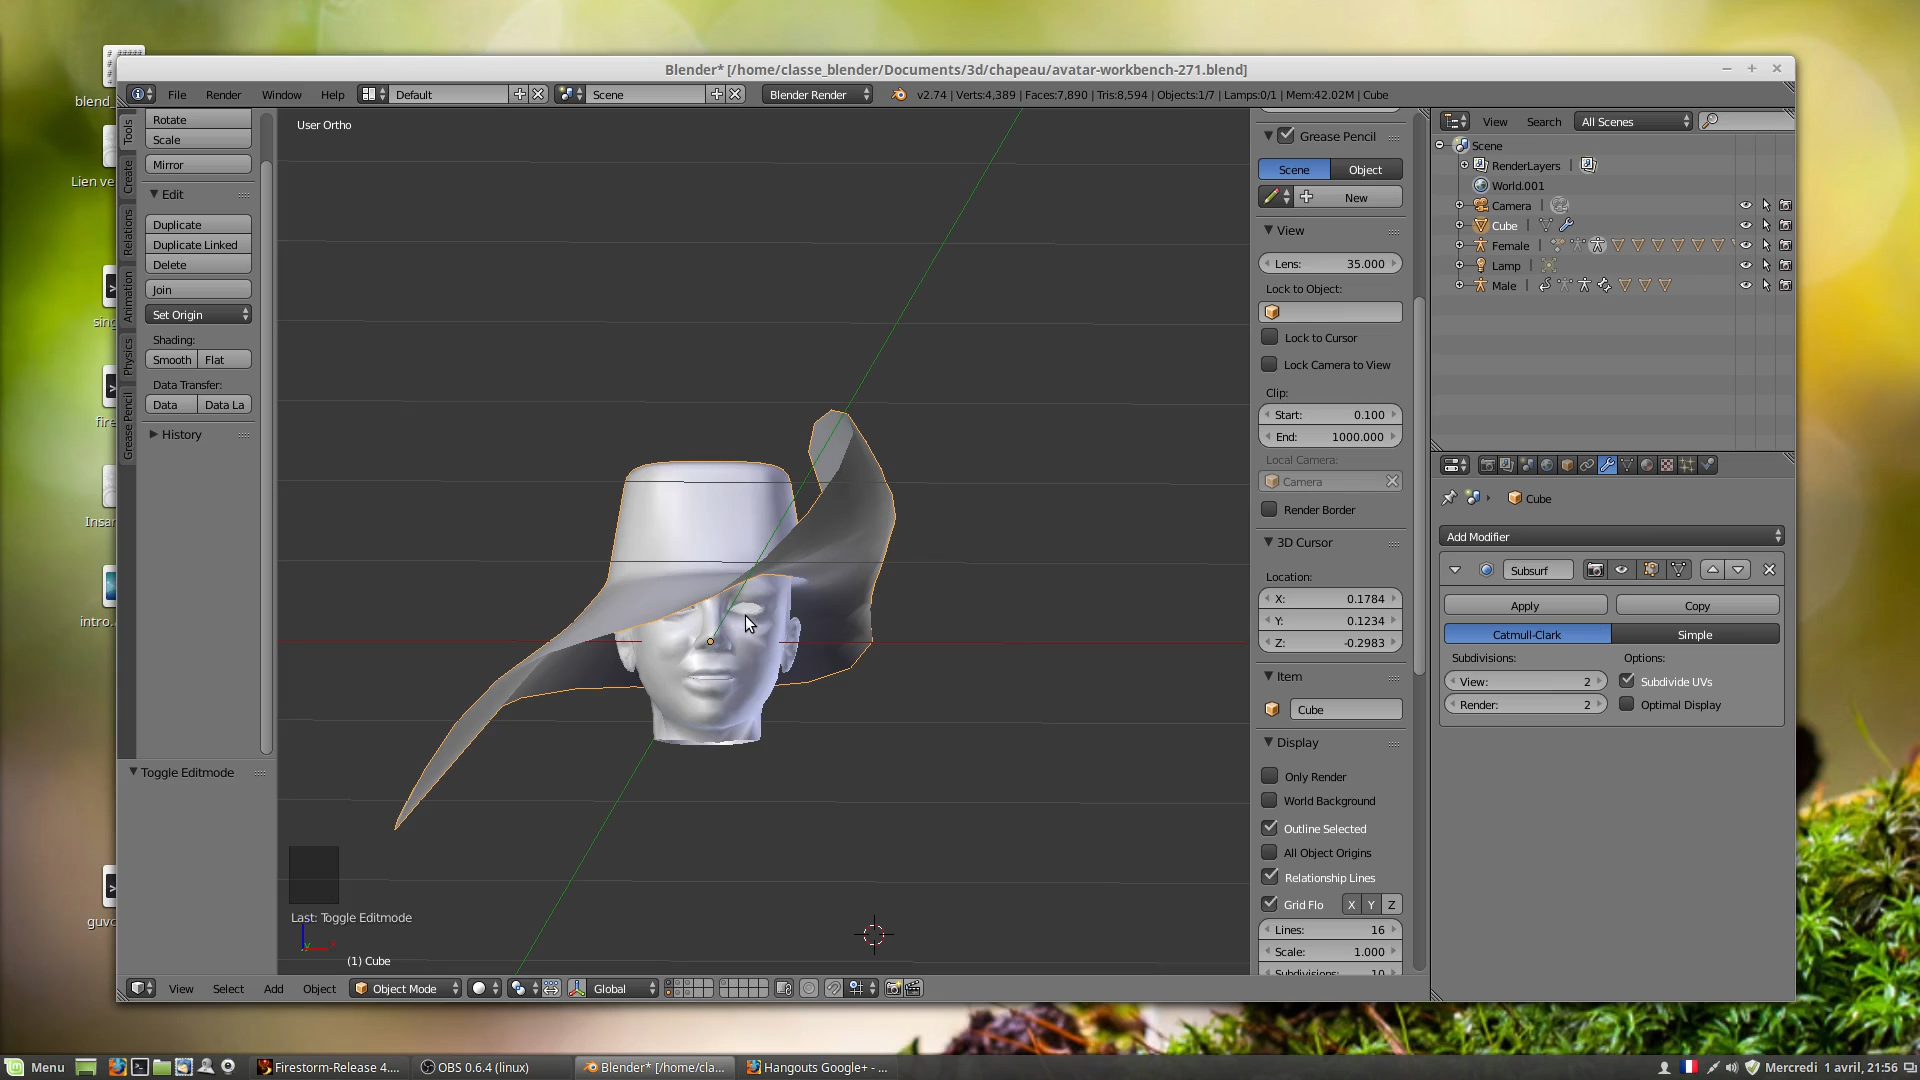 Blender* [/home/classe_blender/Documents/3d/chapeau/avatar-workbench-271.blend]
File Render Window Help Default Scene Blender Render v2.74 | Verts:4,389 | Faces:7,890 | Tris:8,594 | Objects:1/7 | Lamps:0/1 | Mem:42.02M | Cube
blend_
Lien ve
sing
fire
Insar
intro.
guvc
Tools
Create
Relations
Animation
Physics
Grease Pencil
Rotate
Scale
Mirror
Edit
Duplicate
Duplicate Linked
Delete
Join
Set Origin
Shading:
Smooth Flat
Data Transfer:
Data Data La
History
Toggle Editmode
User Ortho
Last: Toggle Editmode
(1) Cube
View Select Add Object Object Mode Global
Grease Pencil
Scene Object
New
View
Lens: 35.000
Lock to Object:
Lock to Cursor
Lock Camera to View
Clip:
Start: 0.100
End: 1000.000
Local Camera:
Camera
Render Border
3D Cursor
Location:
X: 0.1784
Y: 0.1234
Z: -0.2983
Item
Cube
Display
Only Render
World Background
Outline Selected
All Object Origins
Relationship Lines
Grid Flo X Y Z
Lines: 16
Scale: 1.000
Subdivisions: 10
View Search All Scenes
Scene
RenderLayers |
World.001
Camera |
Cube |
Female |
Lamp |
Male |
Cube
Add Modifier
Subsurf
Apply Copy
Catmull-Clark Simple
Subdivisions: Options:
View: 2 Subdivide UVs
Render: 2 Optimal Display
Menu Firestorm-Release 4.... OBS 0.6.4 (linux) Blender* [/home/cla... Hangouts Google+ - ... Mercredi 1 avril, 21:56